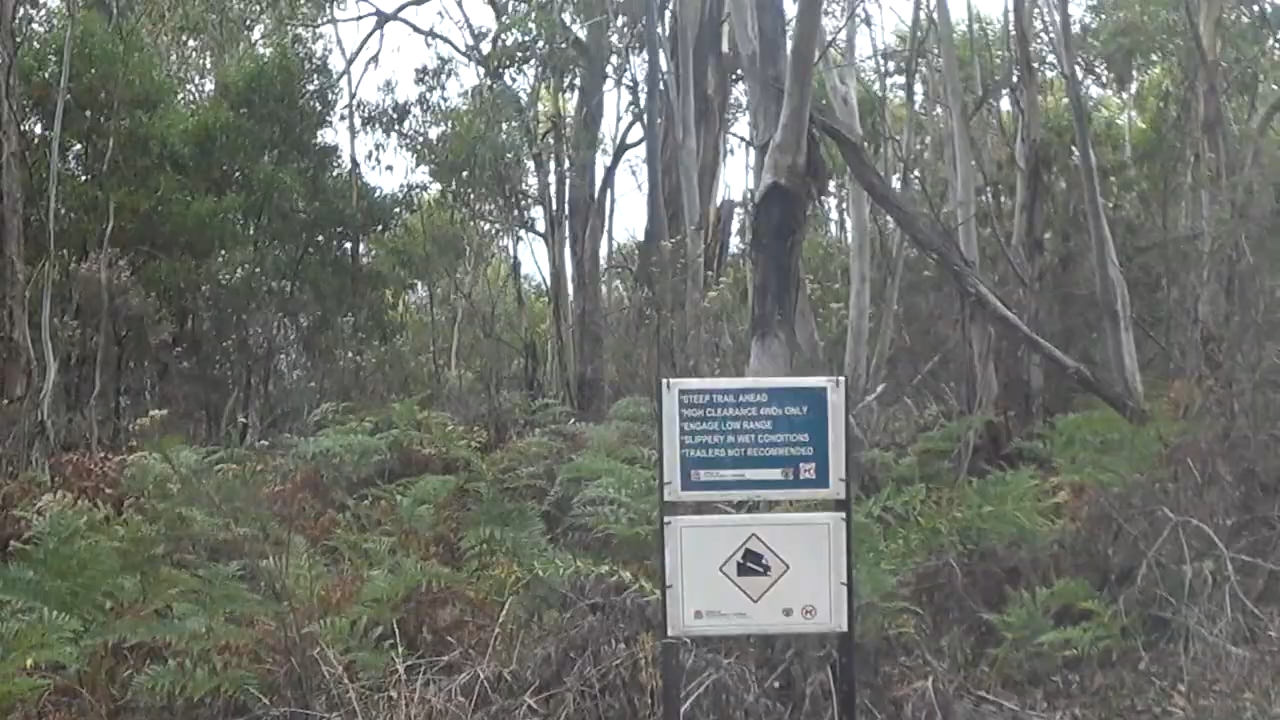 *STEEP TRAIL AHEAD
*HIGH CLEARANCE 4WDs ONLY
*ENGAGE LOW RANGE
*SLIPPERY IN WET CONDITIONS
*TRAILERS NOT RECOMMENDED